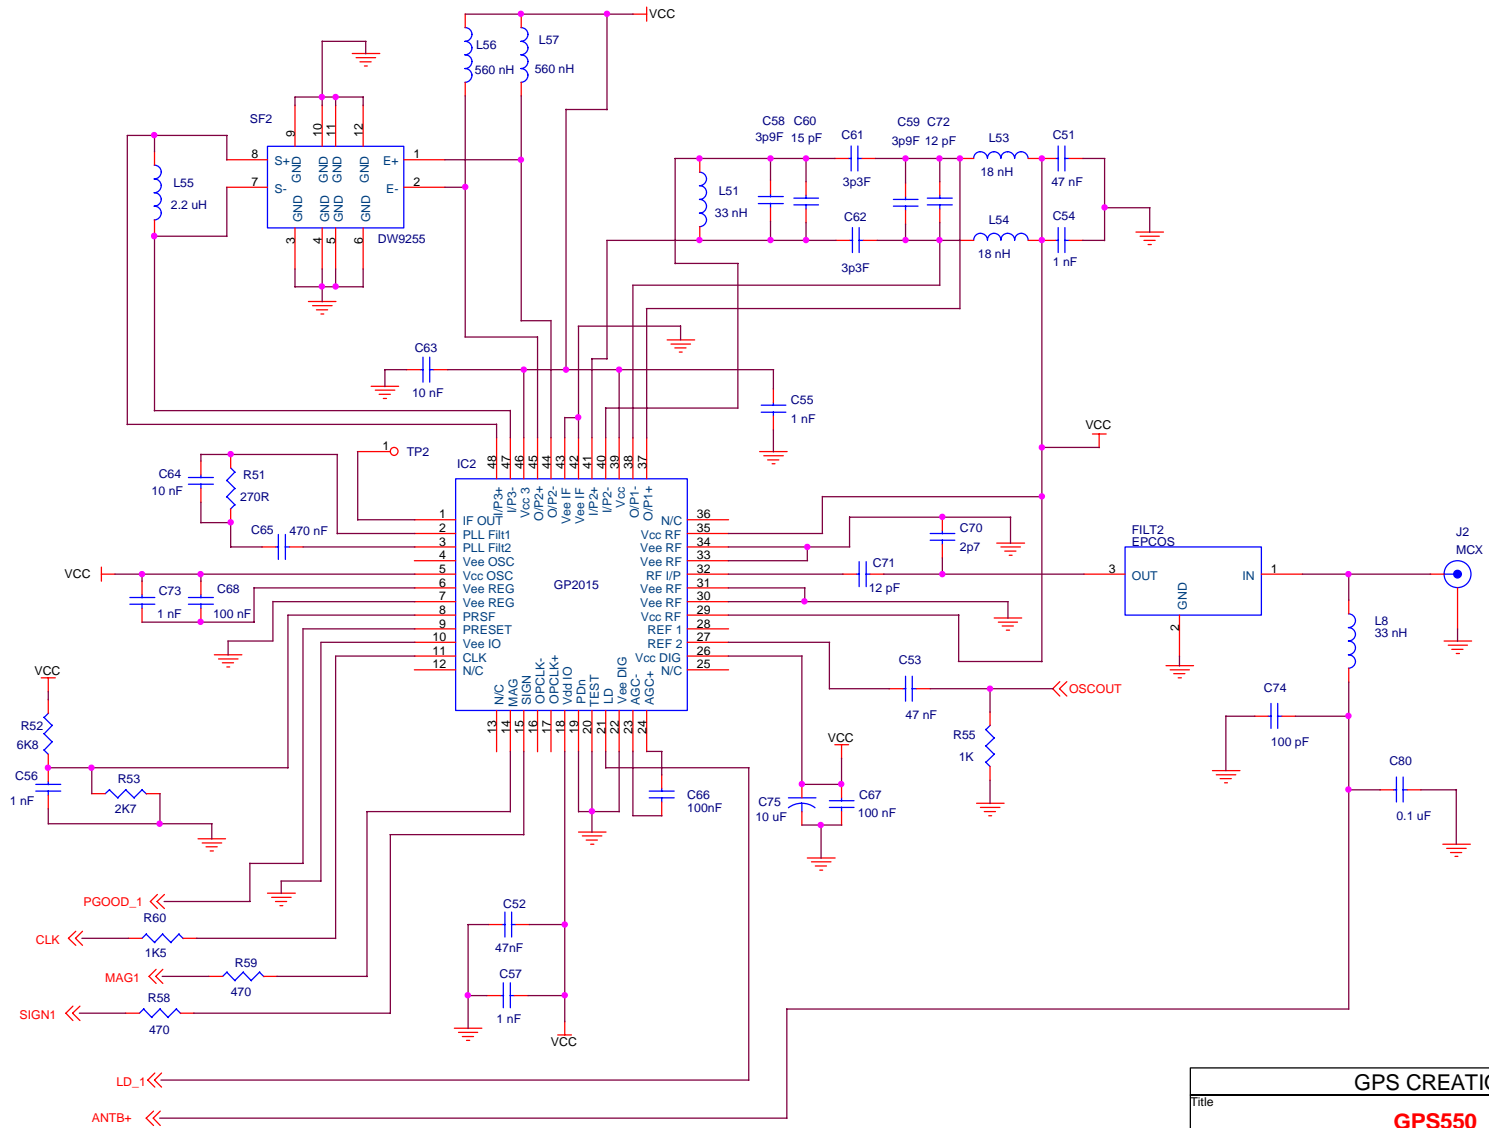 VCC
L56
560 nH
L57
560 nH
SF2
9
10
11
12
GND
GND
GND
GND
8
S+
7
S-
E+
1
E-
2
GND
GND
GND
GND
3
4
5
6
DW9255
L55
2.2 uH
C58
3p9F
C60
15 pF
C61
3p3F
C59
3p9F
C72
12 pF
L53
18 nH
C51
47 nF
L51
33 nH
C62
3p3F
L54
18 nH
C54
1 nF
C63
10 nF
C55
1 nF
VCC
1
TP2
C64
10 nF
R51
270R
C65
470 nF
IC2
48
47
46
45
44
43
42
41
40
39
38
37
I/P3+
I/P3-
Vcc 3
O/P2+
O/P2-
Vee IF
Vee IF
I/P2+
I/P2-
Vcc
O/P1-
O/P1+
1
IF OUT
2
PLL Filt1
3
PLL Filt2
4
Vee OSC
5
Vcc OSC
6
Vee REG
7
Vee REG
8
PRSF
9
PRESET
10
Vee IO
11
CLK
12
N/C
GP2015
N/C
36
Vcc RF
35
Vee RF
34
Vee RF
33
RF I/P
32
Vee RF
31
Vee RF
30
Vcc RF
29
REF 1
28
REF 2
27
Vcc DIG
26
N/C
25
N/C
MAG
SIGN
OPCLK-
OPCLK+
Vdd IO
PDn
TEST
LD
Vee DIG
AGC-
AGC+
13
14
15
16
17
18
19
20
21
22
23
24
VCC
C73
1 nF
C68
100 nF
C70
2p7
C71
12 pF
FILT2
EPCOS
3
OUT
IN
1
GND
2
J2
MCX
L8
33 nH
C74
100 pF
C80
0.1 uF
C53
47 nF
OSCOUT
R55
1K
VCC
C75
10 uF
C67
100 nF
C66
100nF
VCC
R52
6K8
C56
1 nF
R53
2K7
PGOOD_1
CLK
R60
1K5
MAG1
R59
470
SIGN1
R58
470
C52
47nF
C57
1 nF
VCC
LD_1
ANTB+
GPS CREATI
Title
GPS550